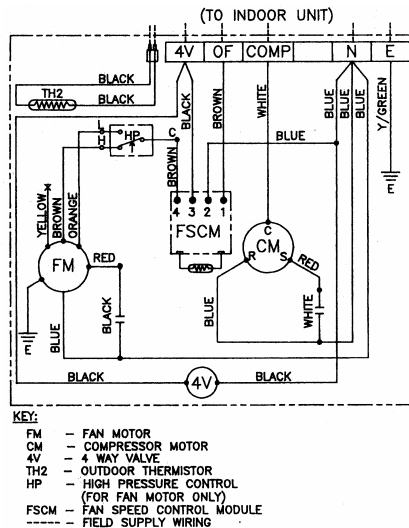 (TO INDOOR UNIT)
4V OF COMP N E
BLACK
TH2
BLACK
BLACK
BROWN
WHITE
BLUE
BLUE
BLUE
Y/GREEN
L
H
HP
C
BLUE
BROWN
YELLOW
BROWN
ORANGE
4 3 2 1
FSCM
E
FM
RED
C
CM
R S
RED
BLUE
BLACK
BLUE
WHITE
E
BLACK
4V
BLACK
KEY:
FM – FAN MOTOR
CM – COMPRESSOR MOTOR
4V – 4 WAY VALVE
TH2 – OUTDOOR THERMISTOR
HP – HIGH PRESSURE CONTROL
(FOR FAN MOTOR ONLY)
FSCM – FAN SPEED CONTROL MODULE
------ – FIELD SUPPLY WIRING